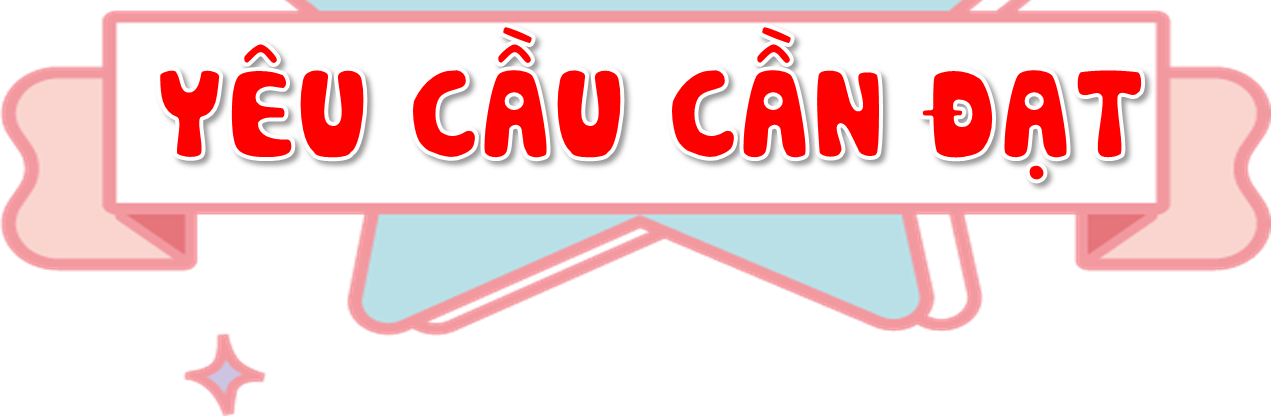 YÊU CẦU CẦN ĐẠT